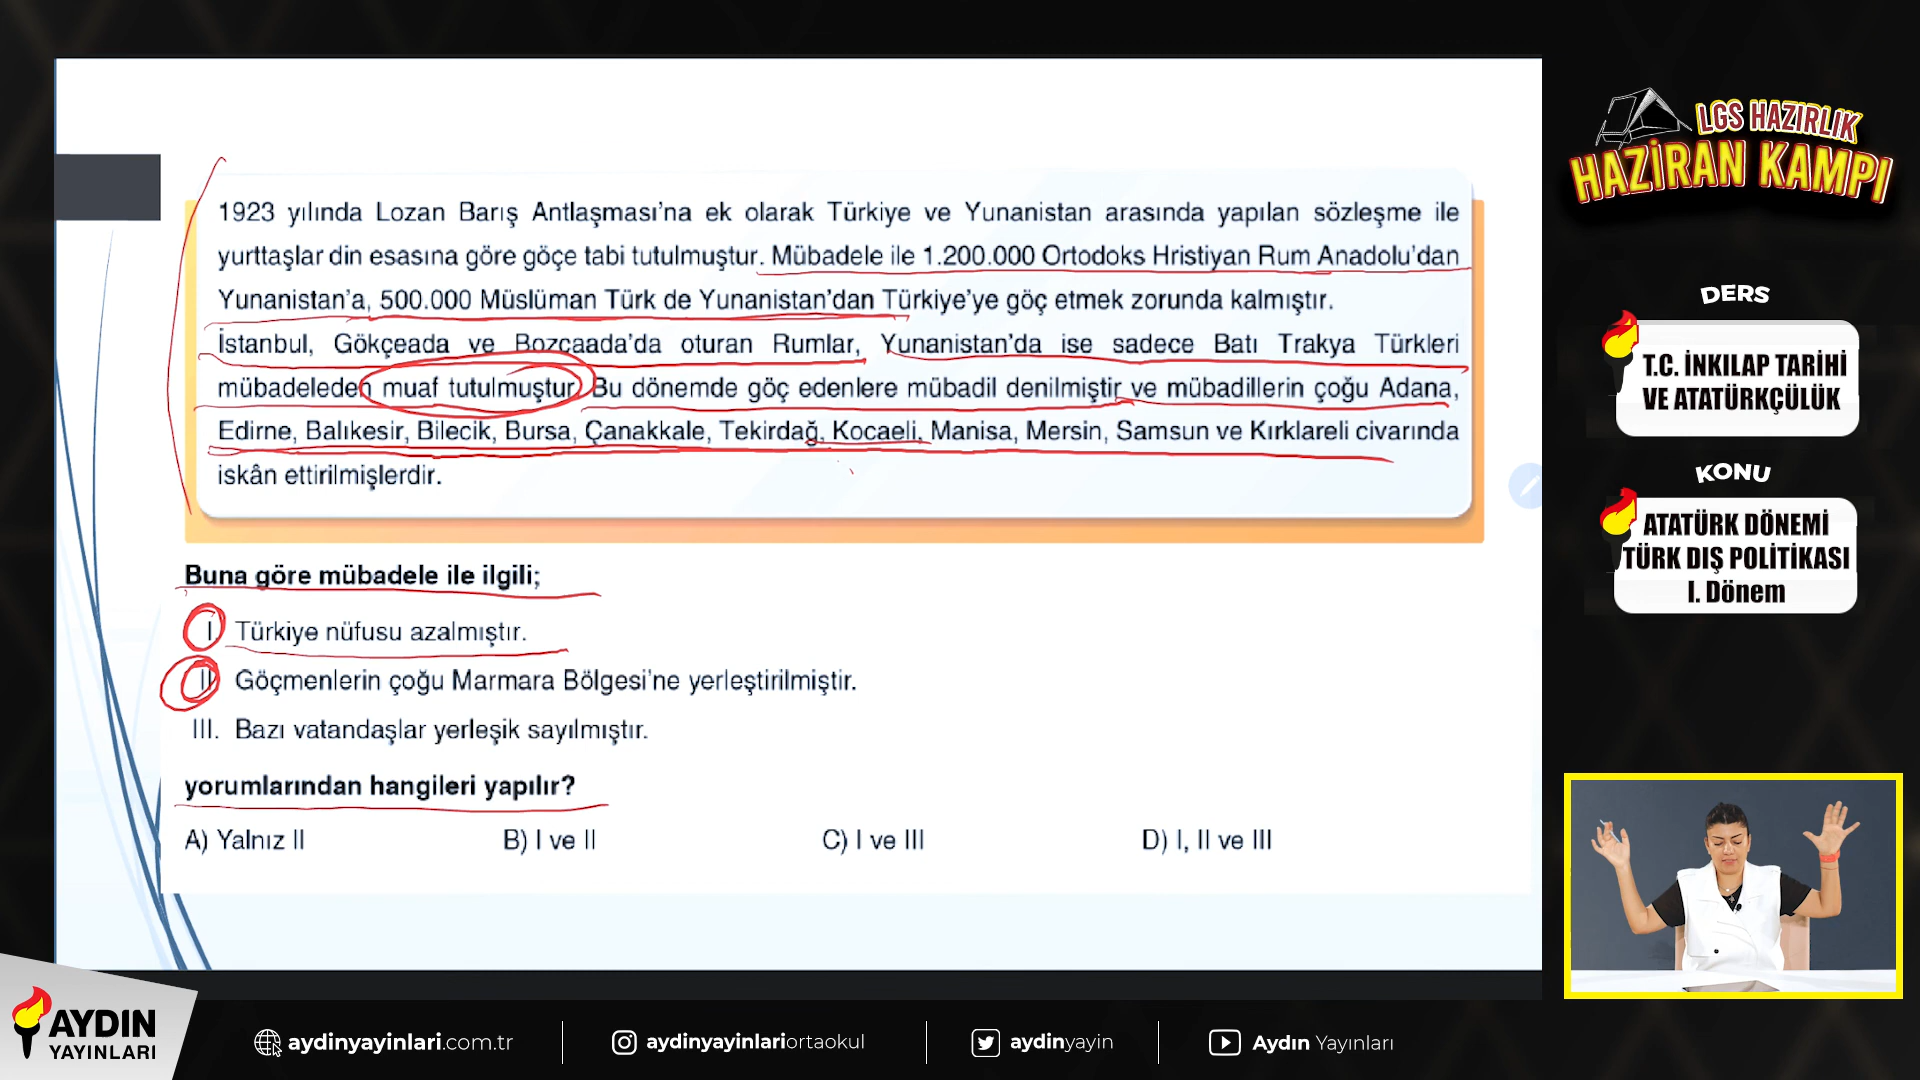 LGS HAZIRLIK
HAZİRAN KAMPI
1923 yılında Lozan Barış Antlaşması'na ek olarak Türkiye ve Yunanistan arasında yapılan sözleşme ile
yurttaşlar din esasına göre göçe tabi tutulmuştur. Mübadele ile 1.200.000 Ortodoks Hristiyan Rum Anadolu'dan
Yunanistan'a, 500.000 Müslüman Türk de Yunanistan'dan Türkiye'ye göç etmek zorunda kalmıştır.
İstanbul, Gökçeada ve Bozcaada'da oturan Rumlar, Yunanistan'da ise sadece Batı Trakya Türkleri
mübadeleden muaf tutulmuştur. Bu dönemde göç edenlere mübadil denilmiştir ve mübadillerin çoğu Adana,
Edirne, Balıkesir, Bilecik, Bursa, Çanakkale, Tekirdağ, Kocaeli, Manisa, Mersin, Samsun ve Kırklareli civarında
iskân ettirilmişlerdir.
Buna göre mübadele ile ilgili;
I. Türkiye nüfusu azalmıştır.
II. Göçmenlerin çoğu Marmara Bölgesi'ne yerleştirilmiştir.
III. Bazı vatandaşlar yerleşik sayılmıştır.
yorumlarından hangileri yapılır?
A) Yalnız II B) I ve II C) I ve III D) I, II ve III
DERS
T.C. İNKILAP TARİHİ
VE ATATÜRKÇÜLÜK
KONU
ATATÜRK DÖNEMİ
TÜRK DIŞ POLİTİKASI
I. Dönem
AYDIN
YAYINLARI
aydinyayinlari.com.tr
aydinyayinlariortaokul
aydinyayin
Aydın Yayınları